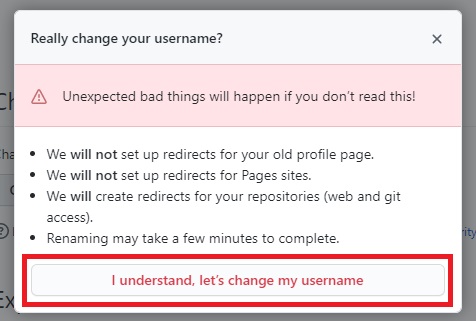 Really change your username?
Unexpected bad things will happen if you don't read this!
We will not set up redirects for your old profile page.
We will not set up redirects for Pages sites.
We will create redirects for your repositories (web and git
access).
Renaming may take a few minutes to complete.
I understand, let's change my username